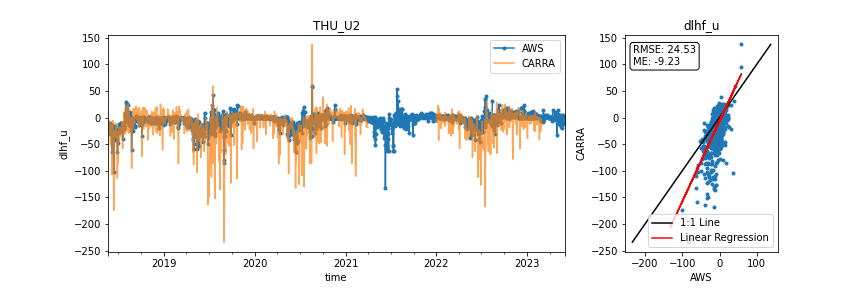 THU_U2
dlhf_u
150
100
50
0
−50
−100
−150
−200
−250
dlhf_u
AWS
CARRA
2019
2020
2021
2022
2023
time
150
100
50
0
−50
−100
−150
−200
−250
CARRA
RMSE: 24.53
ME: -9.23
1:1 Line
Linear Regression
−200
−100
0
100
AWS